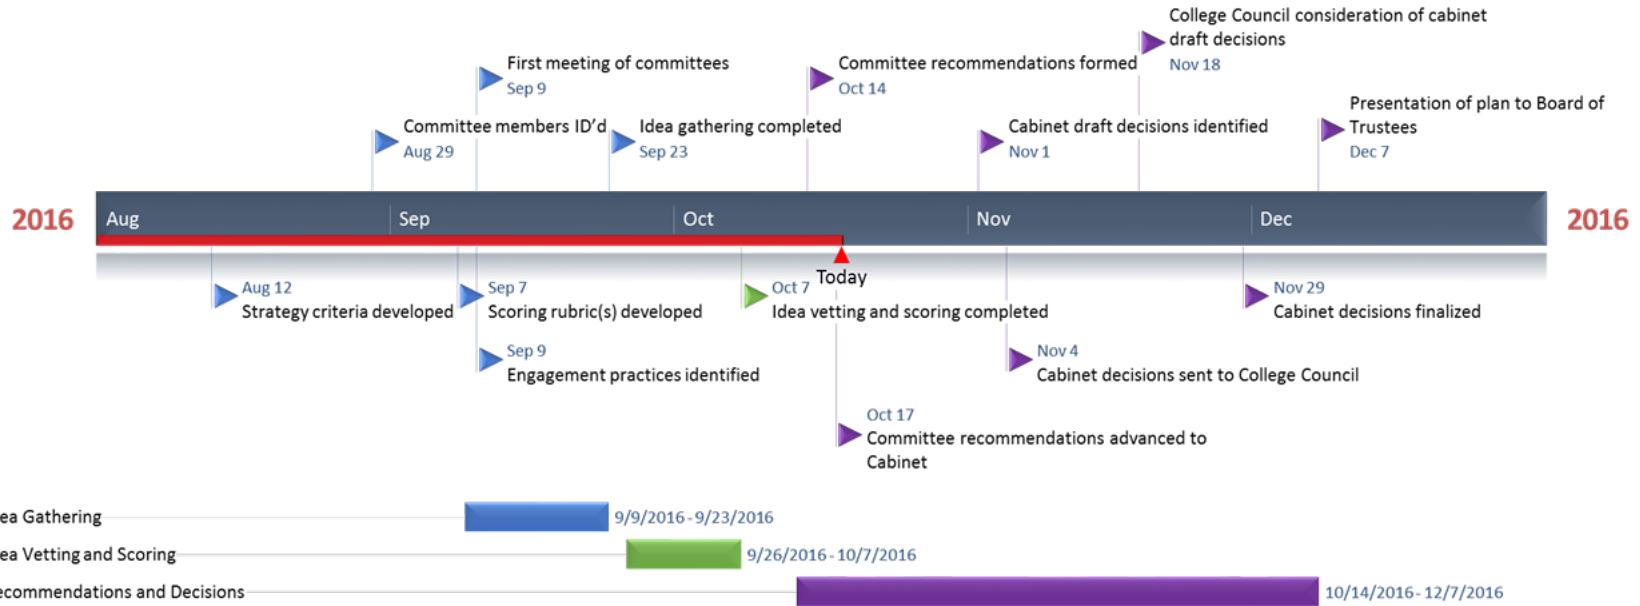 College Council consideration of cabinet
draft decisions
Nov 18
First meeting of committees
Sep 9
Committee recommendations formed
Oct 14
Presentation of plan to Board of
Trustees
Dec 7
Committee members ID’d
Aug 29
Idea gathering completed
Sep 23
Cabinet draft decisions identified
Nov 1
2016
Aug
Sep
Oct
Nov
Dec
2016
Today
Aug 12
Strategy criteria developed
Sep 7
Scoring rubric(s) developed
Oct 7
Idea vetting and scoring completed
Nov 29
Cabinet decisions finalized
Sep 9
Engagement practices identified
Nov 4
Cabinet decisions sent to College Council
Oct 17
Committee recommendations advanced to
Cabinet
ea Gathering
9/9/2016 - 9/23/2016
ea Vetting and Scoring
9/26/2016 - 10/7/2016
ecommendations and Decisions
10/14/2016 - 12/7/2016